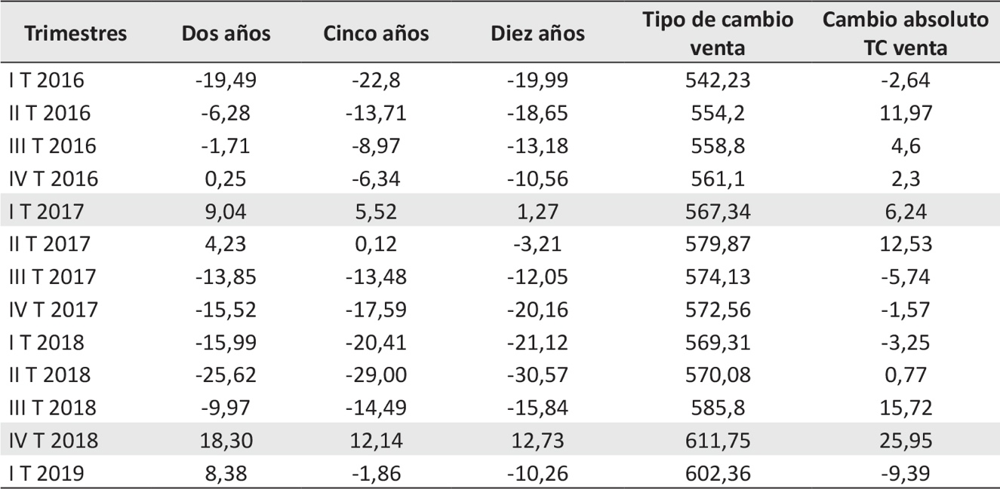 Trimestres Dos años Cinco años Diez años Tipo de cambio venta Cambio absoluto TC venta
I T 2016 -19,49 -22,8 -19,99 542,23 -2,64
II T 2016 -6,28 -13,71 -18,65 554,2 11,97
III T 2016 -1,71 -8,97 -13,18 558,8 4,6
IV T 2016 0,25 -6,34 -10,56 561,1 2,3
I T 2017 9,04 5,52 1,27 567,34 6,24
II T 2017 4,23 0,12 -3,21 579,87 12,53
III T 2017 -13,85 -13,48 -12,05 574,13 -5,74
IV T 2017 -15,52 -17,59 -20,16 572,56 -1,57
I T 2018 -15,99 -20,41 -21,12 569,31 -3,25
II T 2018 -25,62 -29,00 -30,57 570,08 0,77
III T 2018 -9,97 -14,49 -15,84 585,8 15,72
IV T 2018 18,30 12,14 12,73 611,75 25,95
I T 2019 8,38 -1,86 -10,26 602,36 -9,39